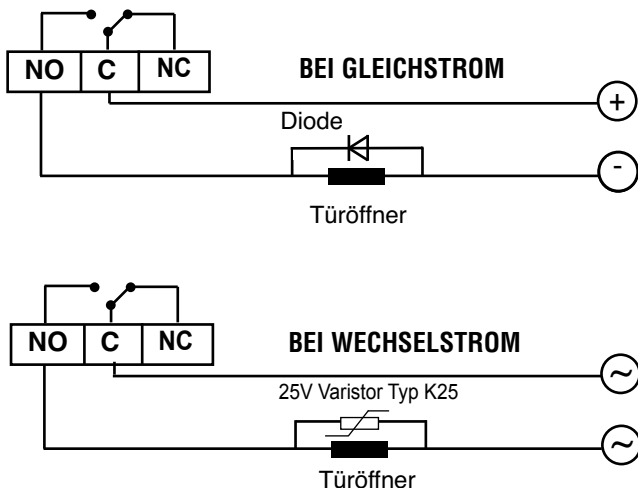 NO C NC
BEI GLEICHSTROM
+
Diode
-
Türöffner
NO C NC
BEI WECHSELSTROM
~
25V Varistor Typ K25
~
Türöffner